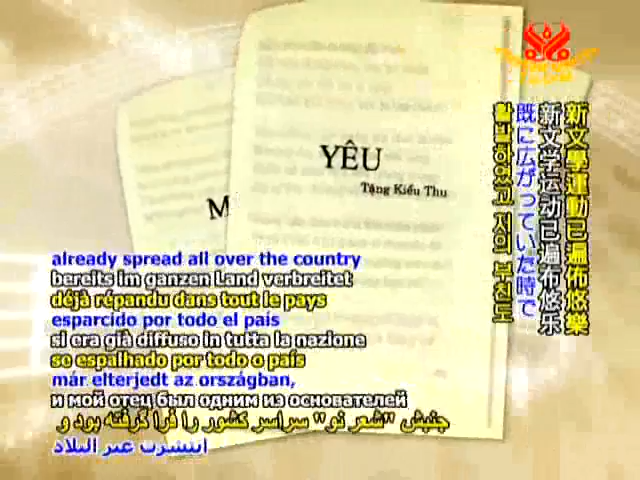 YÊU
Tặng Kiều Thu
M
新文學運動已遍佈悠樂
新文学运动已遍布悠乐
既に広がっていた時で
활발하였고 저의 부친도
already spread all over the country
bereits im ganzen Land verbreitet
déjà répandu dans tout le pays
esparcido por todo el país
si era già diffuso in tutta la nazione
se espalhado por todo o país
már elterjedt az országban,
и мой отец был одним из основателей
جنبش "شعر نو" سراسر کشور را فرا گرفته بود و
انتشرت عبر البلاد